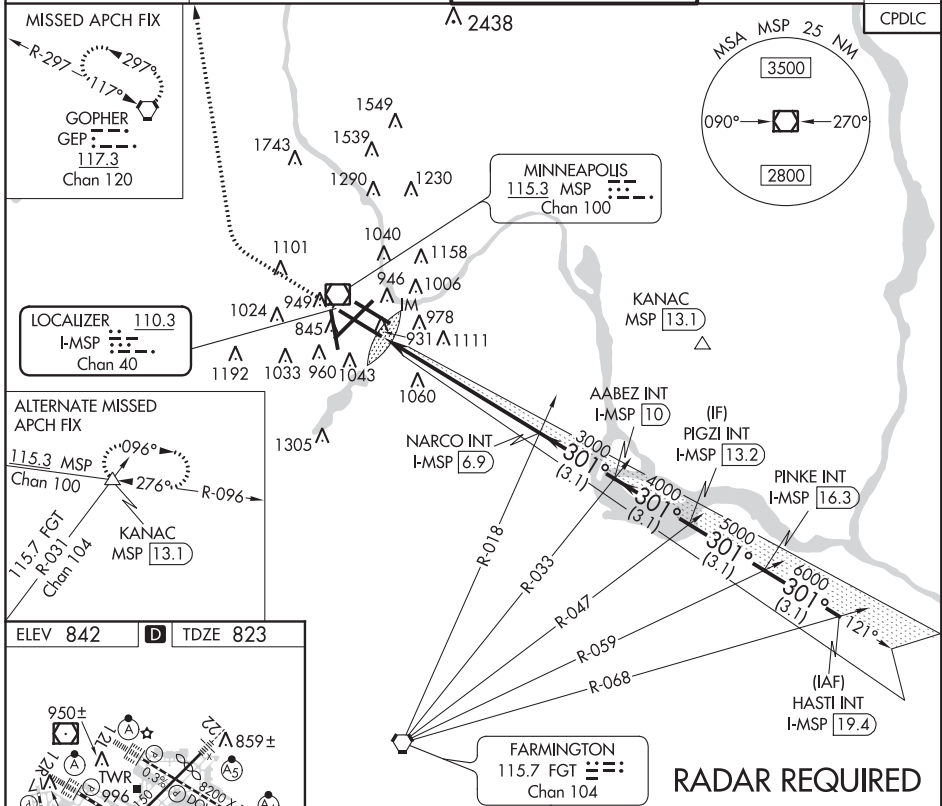 MISSED APCH FIX
R-297
117°
297°
GOPHER
GEP
117.3
Chan 120
2438
CPDLC
MSA MSP 25 NM
3500
090°
270°
2800
1549
1743
1539
1290
1230
MINNEAPOLIS
115.3 MSP
Chan 100
1040
1101
1158
946
1006
949
1024
IM
978
845
931
1111
LOCALIZER 110.3
I-MSP
Chan 40
1192
1033
960
1043
1060
1305
KANAC
MSP 13.1
AABEZ INT
I-MSP 10
(IF)
PIGZI INT
I-MSP 13.2
NARCO INT
I-MSP 6.9
PINKE INT
I-MSP 16.3
3000
301°
(3.1)
4000
301°
(3.1)
5000
301°
(3.1)
6000
301°
(3.1)
121°
ALTERNATE MISSED
APCH FIX
096°
115.3 MSP
Chan 100
276°
R-096
KANAC
MSP 13.1
115.7 FGT
R-031
Chan 104
R-018
R-033
R-047
R-059
R-068
(IAF)
HASTI INT
I-MSP 19.4
FARMINGTON
115.7 FGT
Chan 104
RADAR REQUIRED
ELEV 842
D
TDZE 823
950±
A
12L
22
859±
A
12R
P
P
A5
TWR
996
0.3%
8200 X